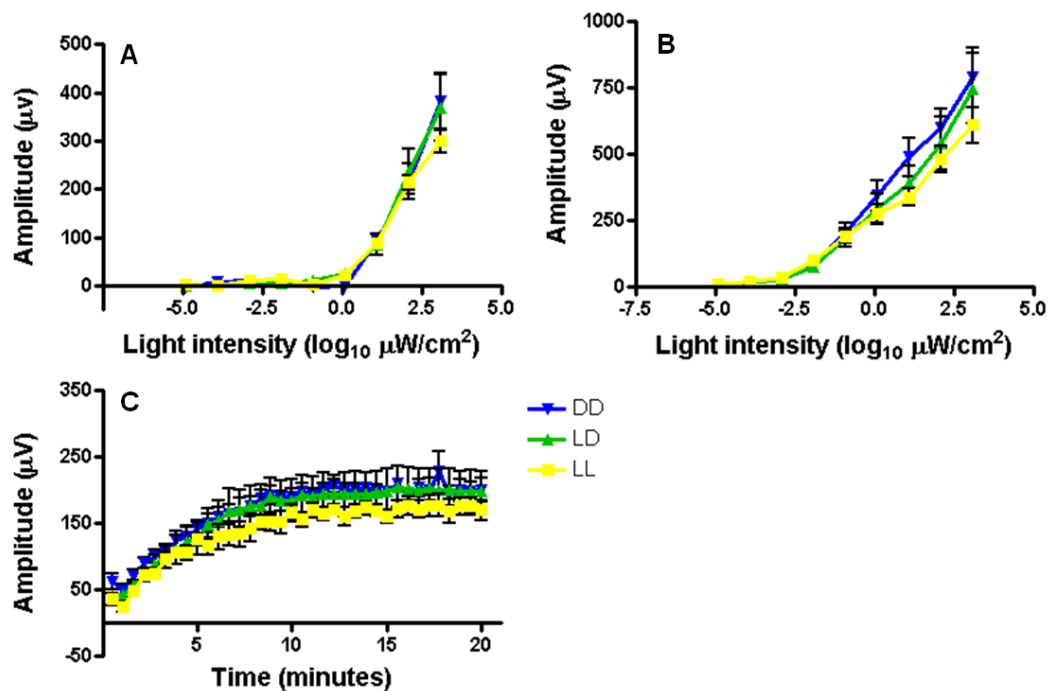 A
500
400
300
200
100
0
Amplitude (μv)
-5.0
-2.5
0.0
2.5
5.0
Light intensity (log10 μW/cm2)
B
1000
750
500
250
0
Amplitude (μV)
-7.5
-5.0
-2.5
0.0
2.5
5.0
Light intensity (log10 μW/cm2)
C
350
250
150
50
-50
Amplitude (μV)
5
10
15
20
Time (minutes)
DD
LD
LL